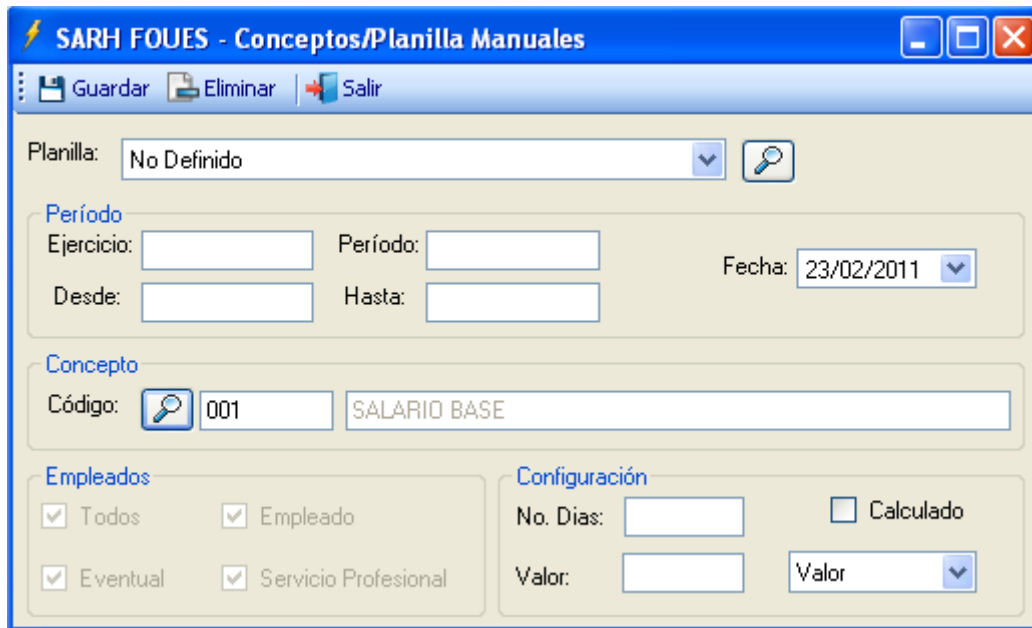 SARH FOUES - Conceptos/Planilla Manuales
Guardar Eliminar Salir
Planilla: No Definido
Período
Ejercicio: Período:
Fecha: 23/02/2011
Desde: Hasta:
Concepto
Código: 001 SALARIO BASE
Empleados
Todos Empleado
Eventual Servicio Profesional
Configuración
No. Dias: Calculado
Valor: Valor